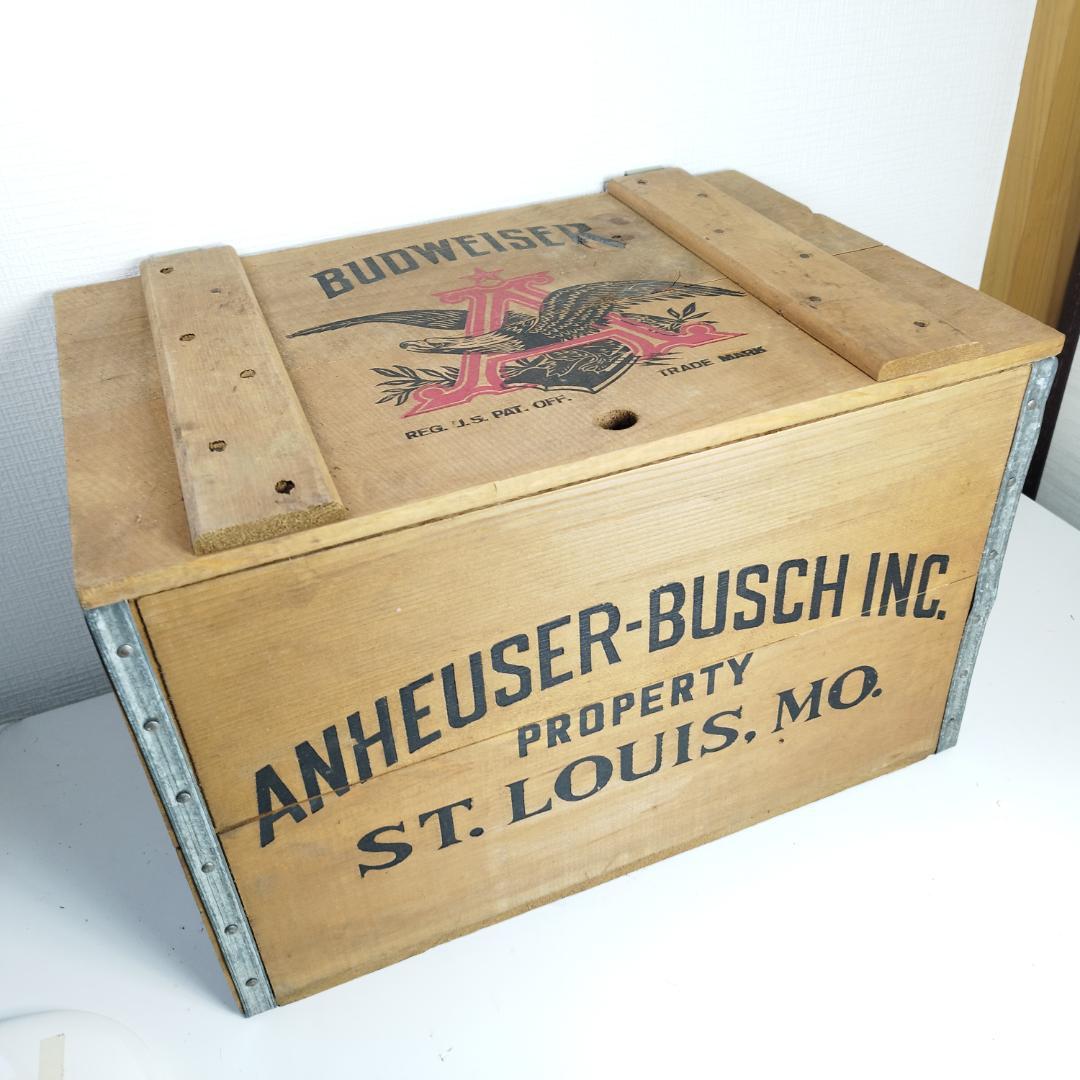 BUDWEISER
REG. U.S. PAT. OFF.
TRADE MARK
ANHEUSER-BUSCH INC.
PROPERTY
ST. LOUIS, MO.